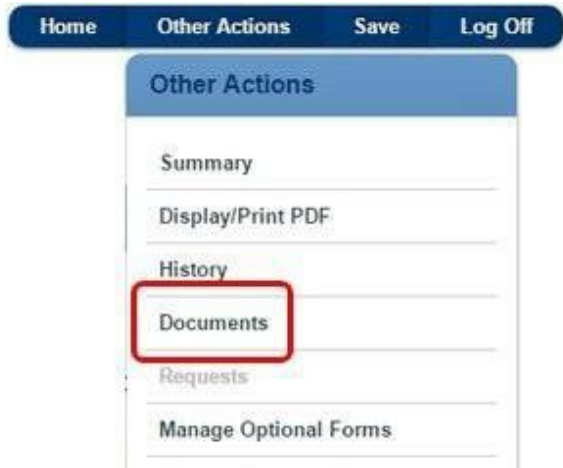 Home Other Actions Save Log Off
Other Actions
Summary
Display/Print PDF
History
Documents
Requests
Manage Optional Forms